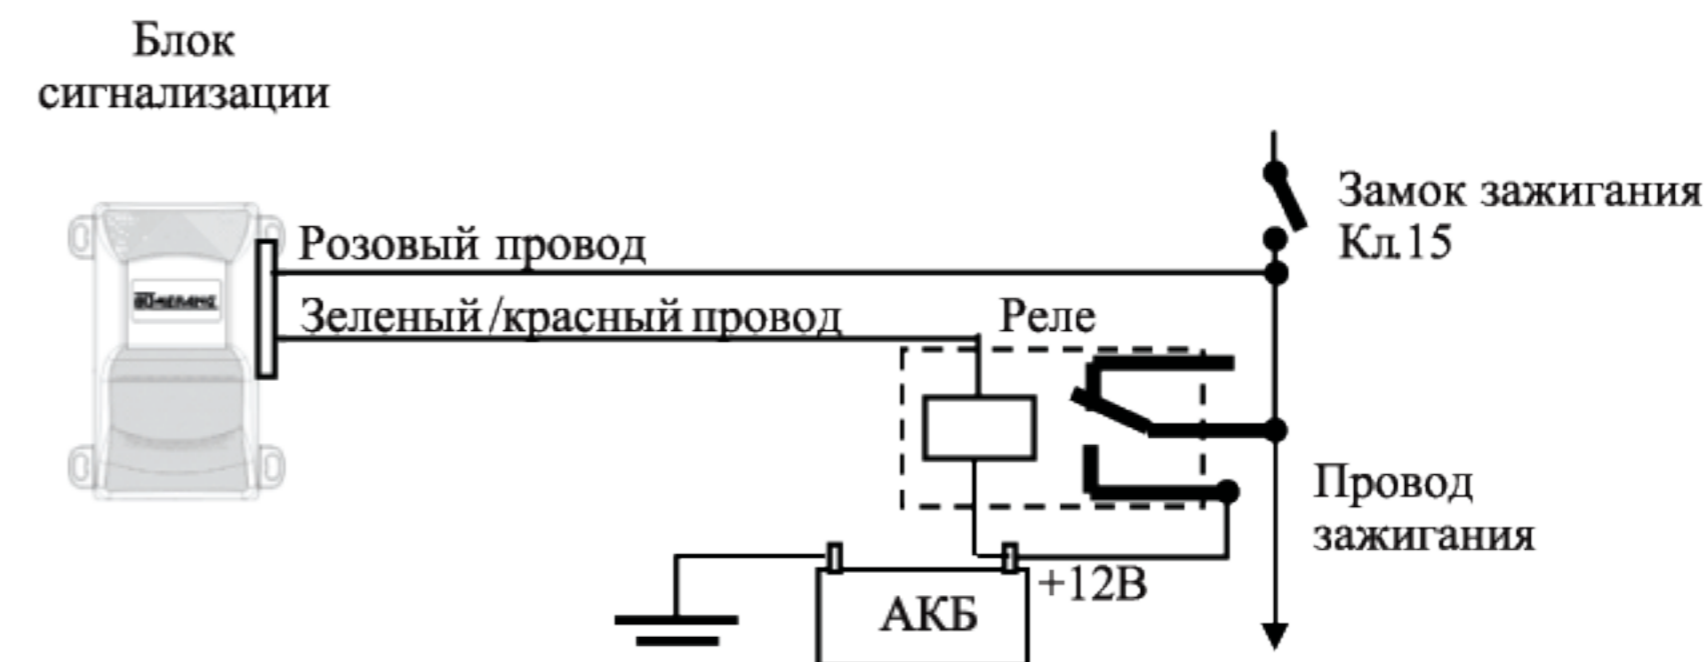 Блок
сигнализации
Замок зажигания
Кл.15
Розовый провод
Зеленый/красный провод
Реле
Провод
зажигания
+12В
АКБ